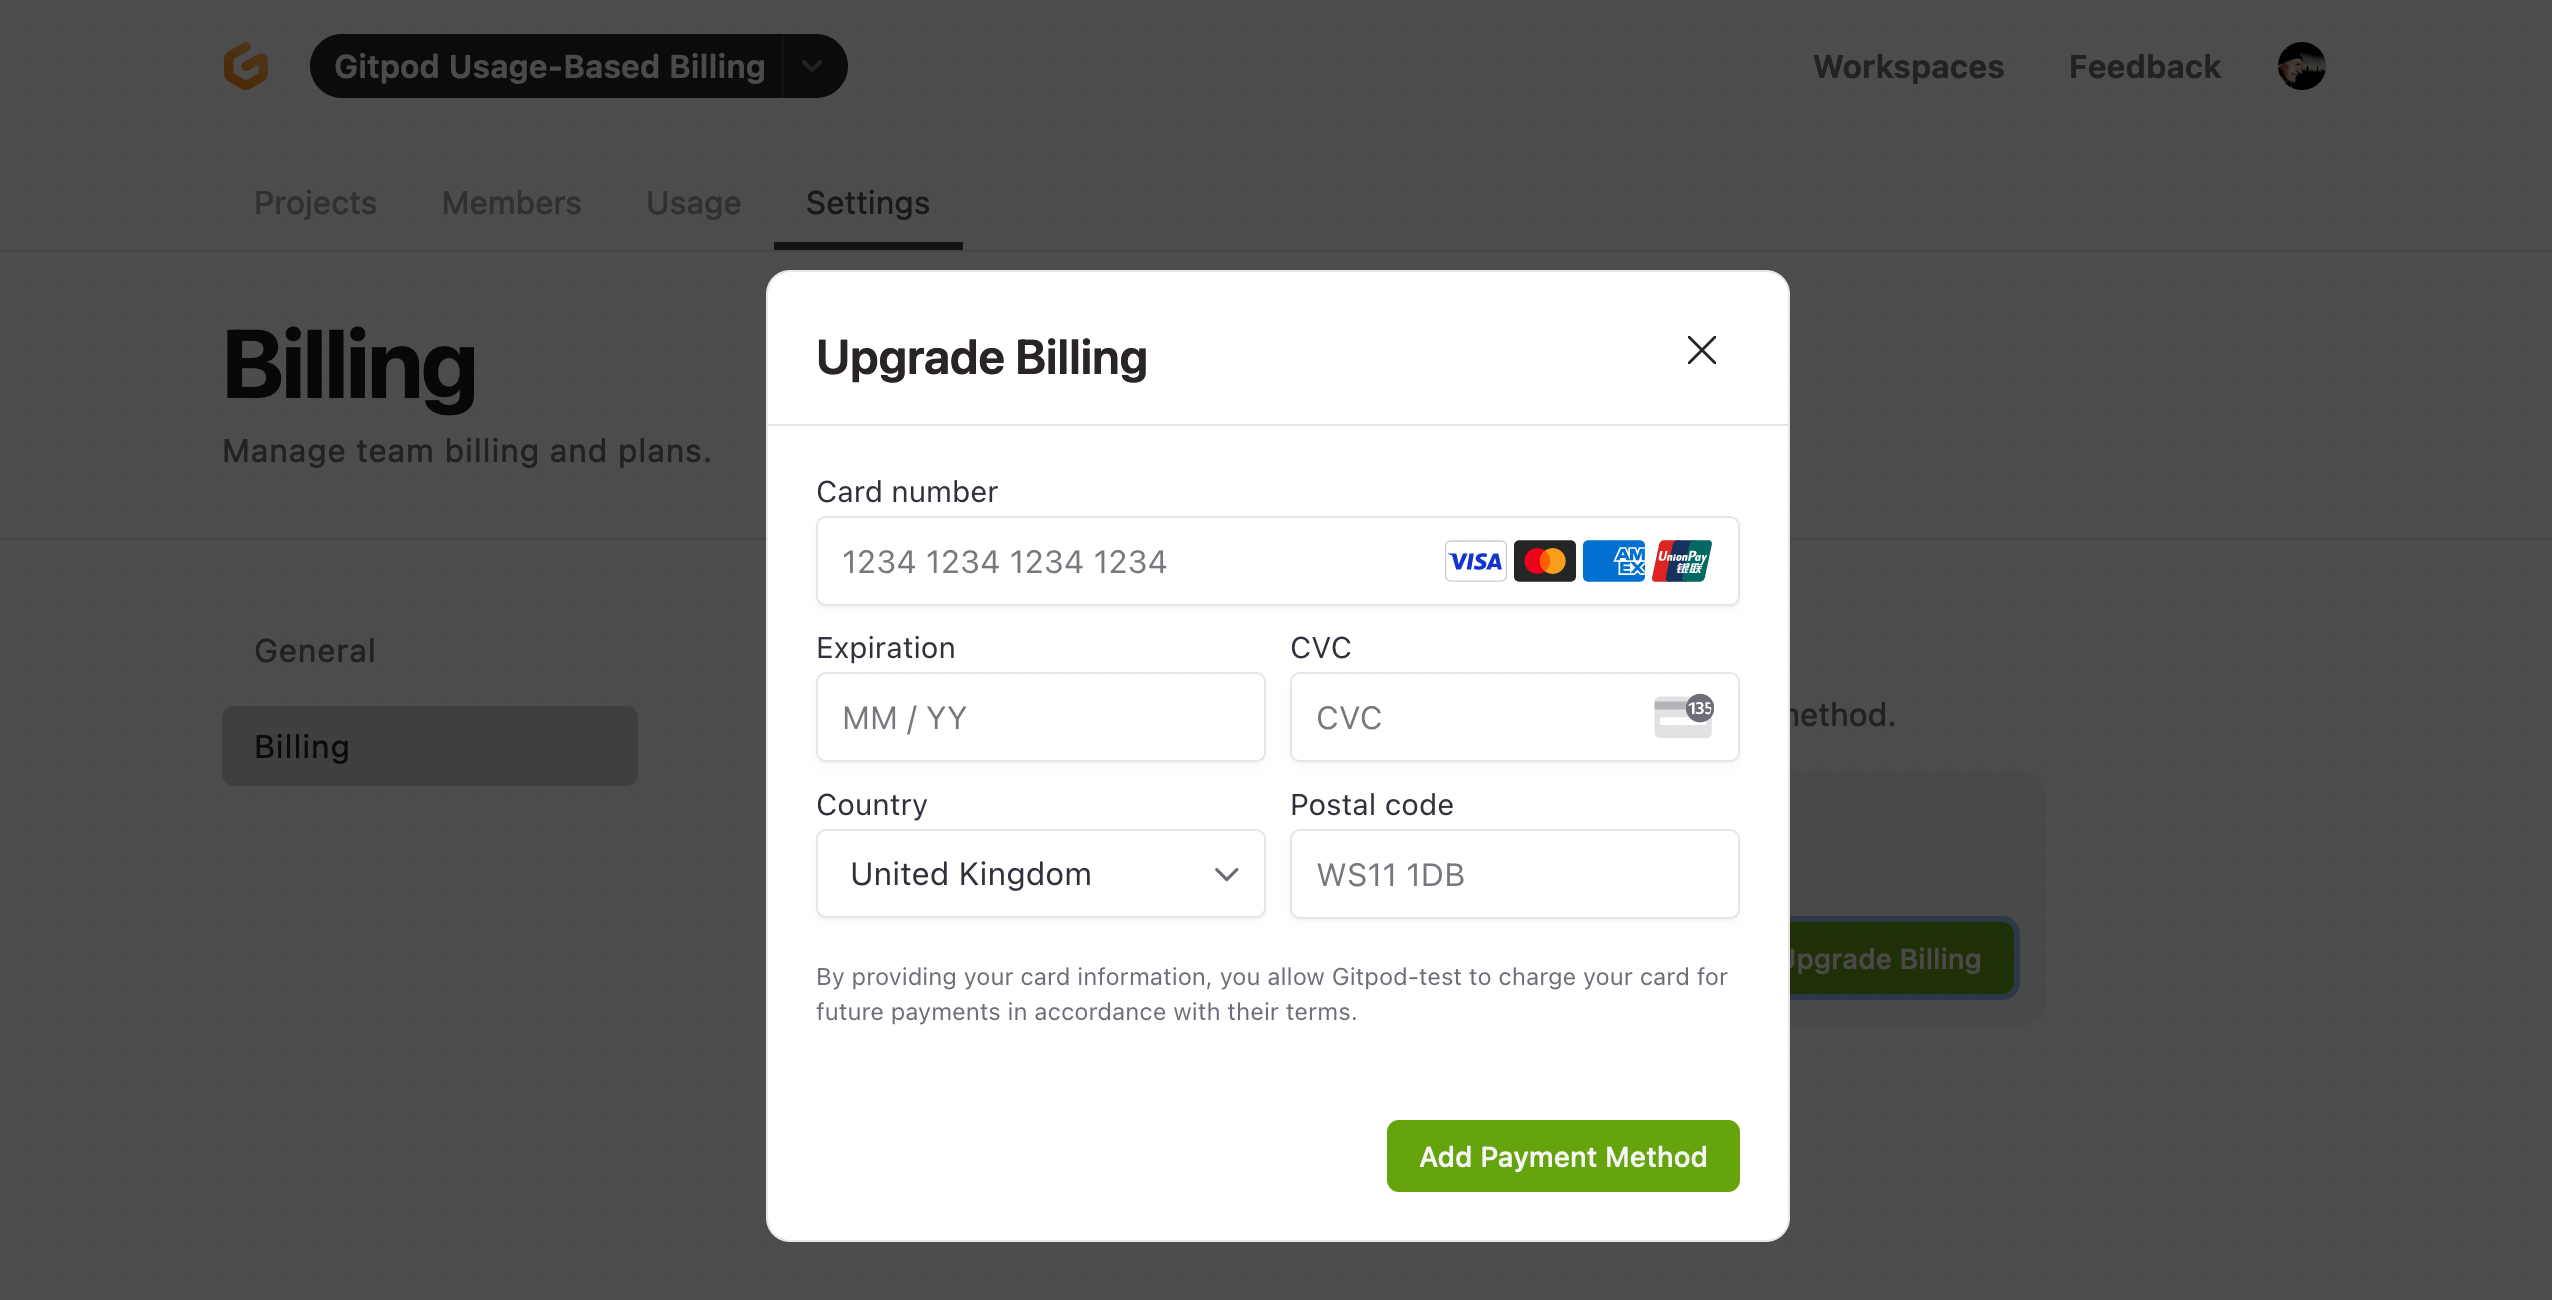 Gitpod Usage-Based Billing
Workspaces
Feedback
Projects
Members
Usage
Settings
Billing
Manage team billing and plans.
General
Billing
Upgrade Billing
Card number
1234 1234 1234 1234
VISA
AM
EX
UnionPay
银联
Expiration
CVC
MM / YY
CVC
135
Country
Postal code
United Kingdom
WS11 1DB
By providing your card information, you allow Gitpod-test to charge your card for
future payments in accordance with their terms.
Add Payment Method
ethod.
pgrade Billing